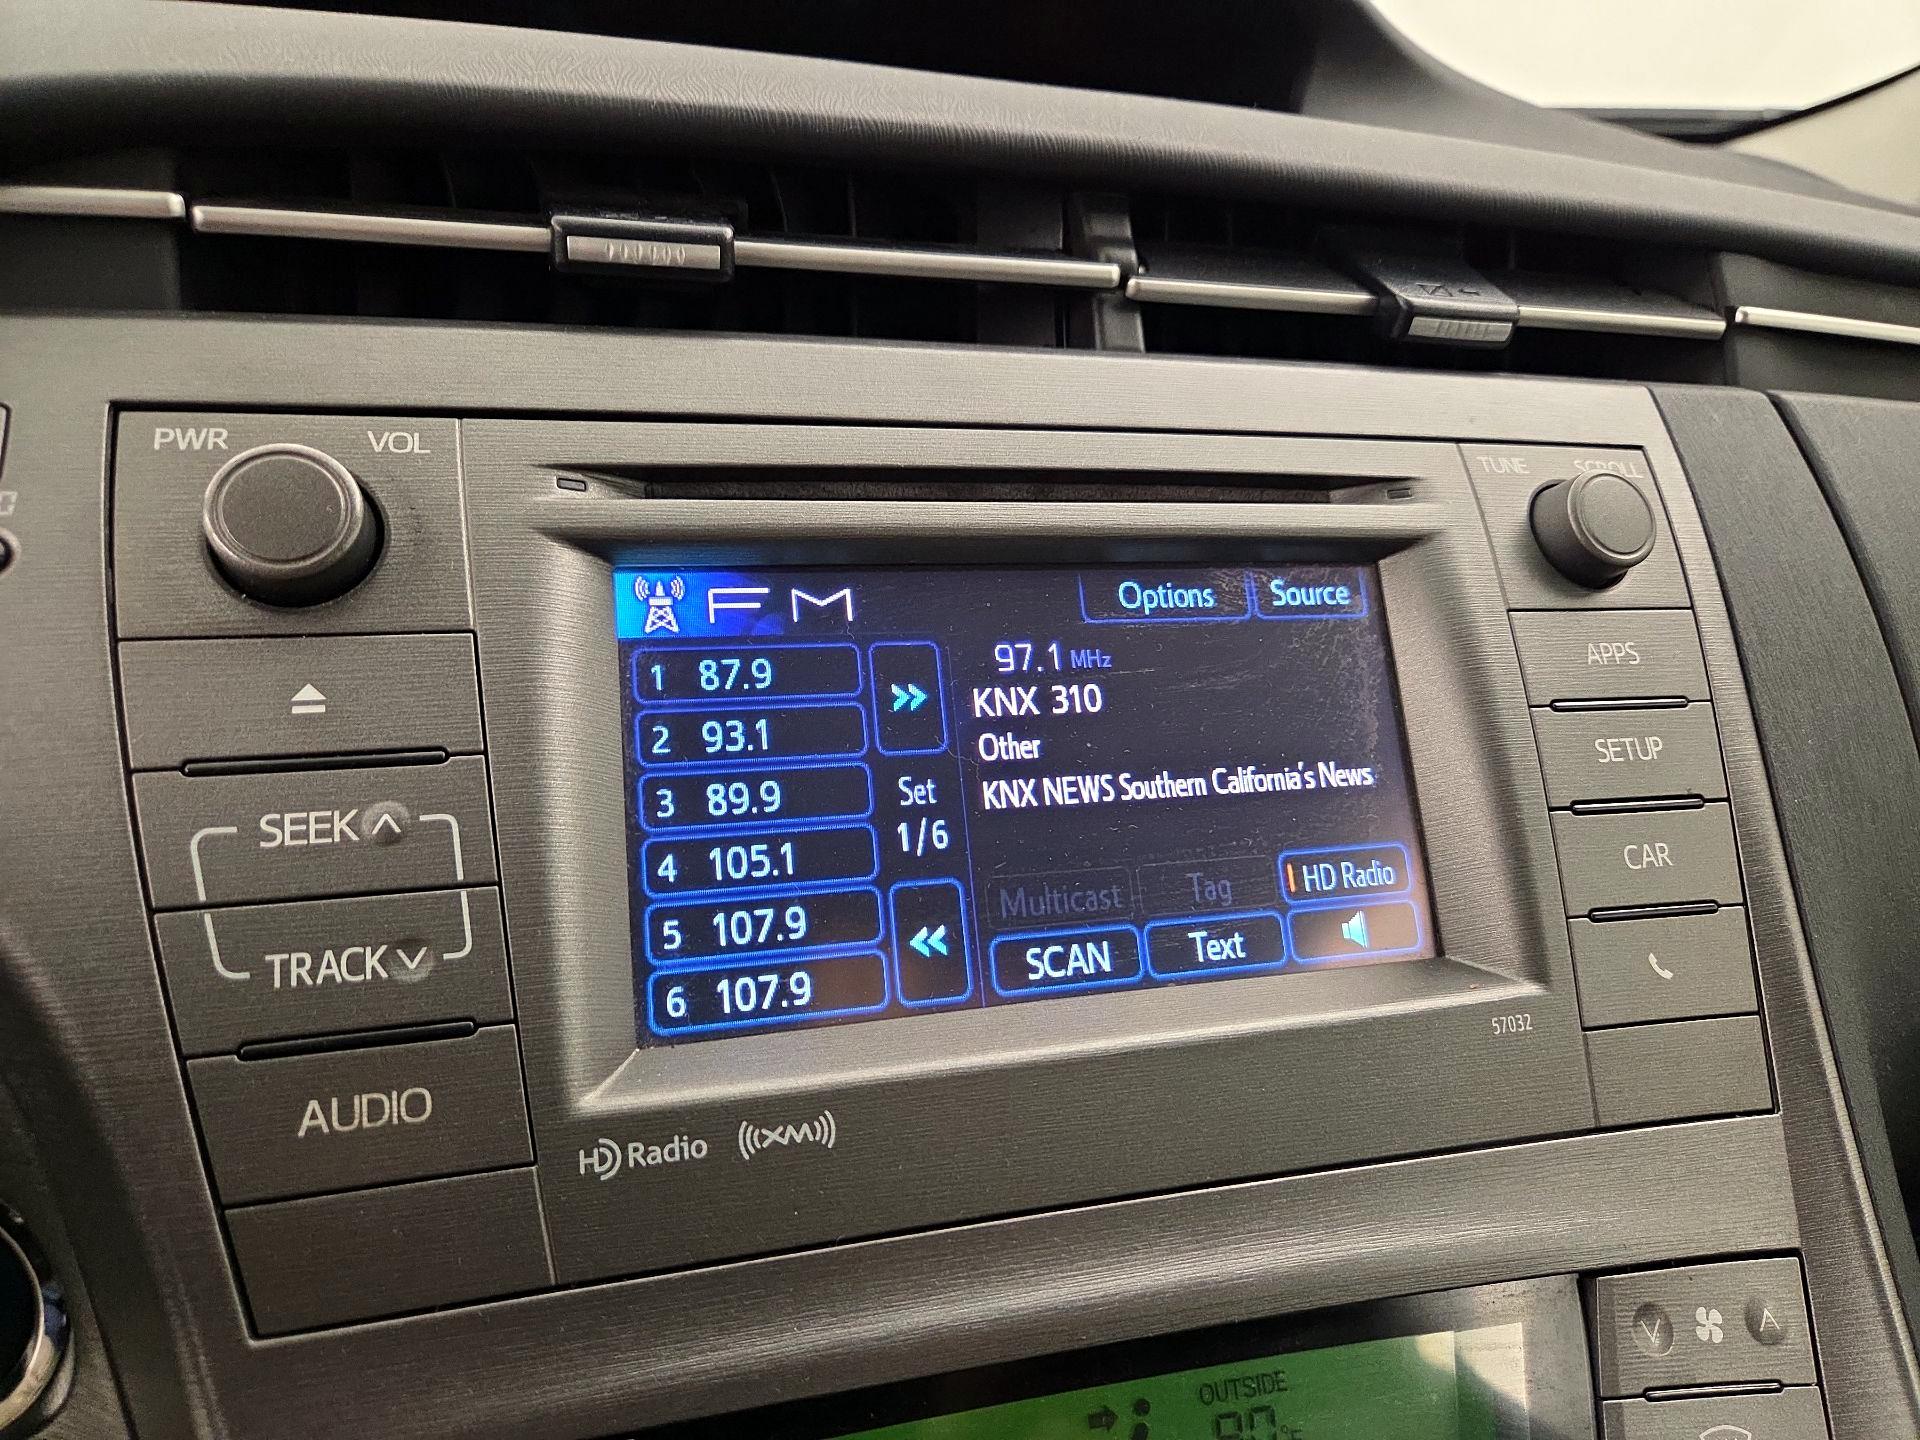 PWR VOL
TUNE SCROLL
FM Options Source
1 87.9
2 93.1
3 89.9
4 105.1
5 107.9
6 107.9
Set
1/6
97.1 MHz
KNX 310
Other
KNX NEWS Southern California's News
Multicast Tag HD Radio
SCAN Text
SEEK
TRACK
AUDIO
APPS
SETUP
CAR
57032
HD Radio XM
OUTSIDE